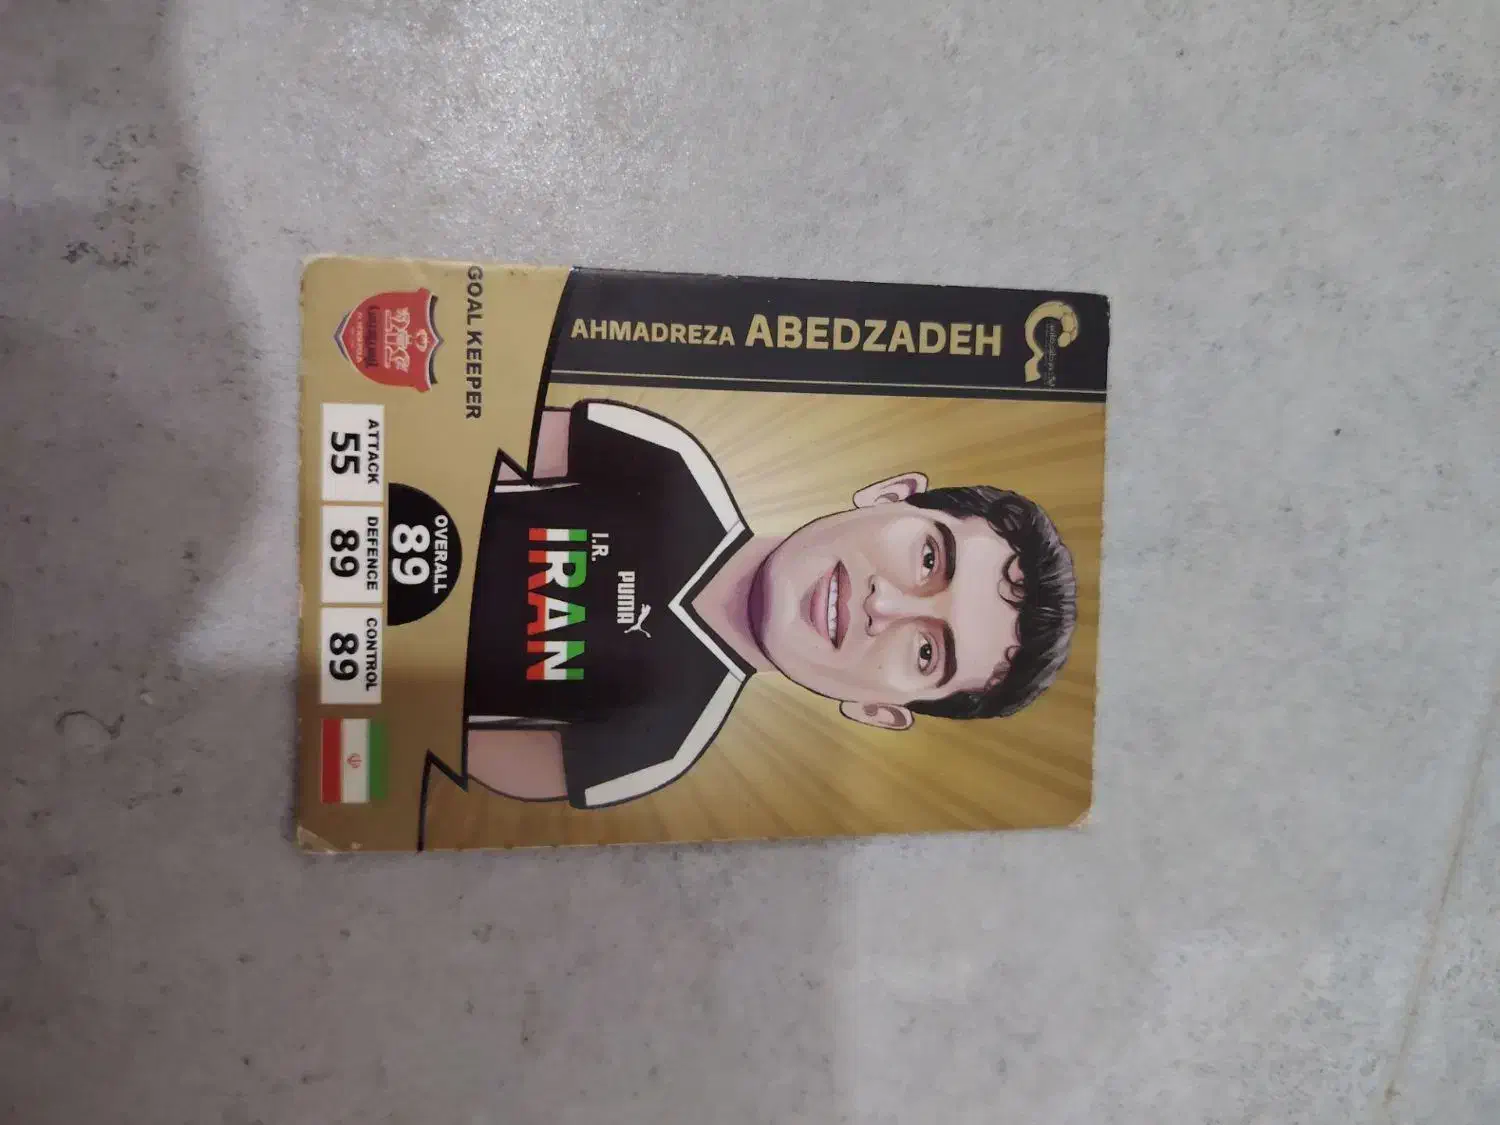 AHMADREZA ABEDZADEH
PUMA
I.R.
IRAN
GOAL KEEPER
OVERALL
89
ATTACK
55
DEFENCE
89
CONTROL
89